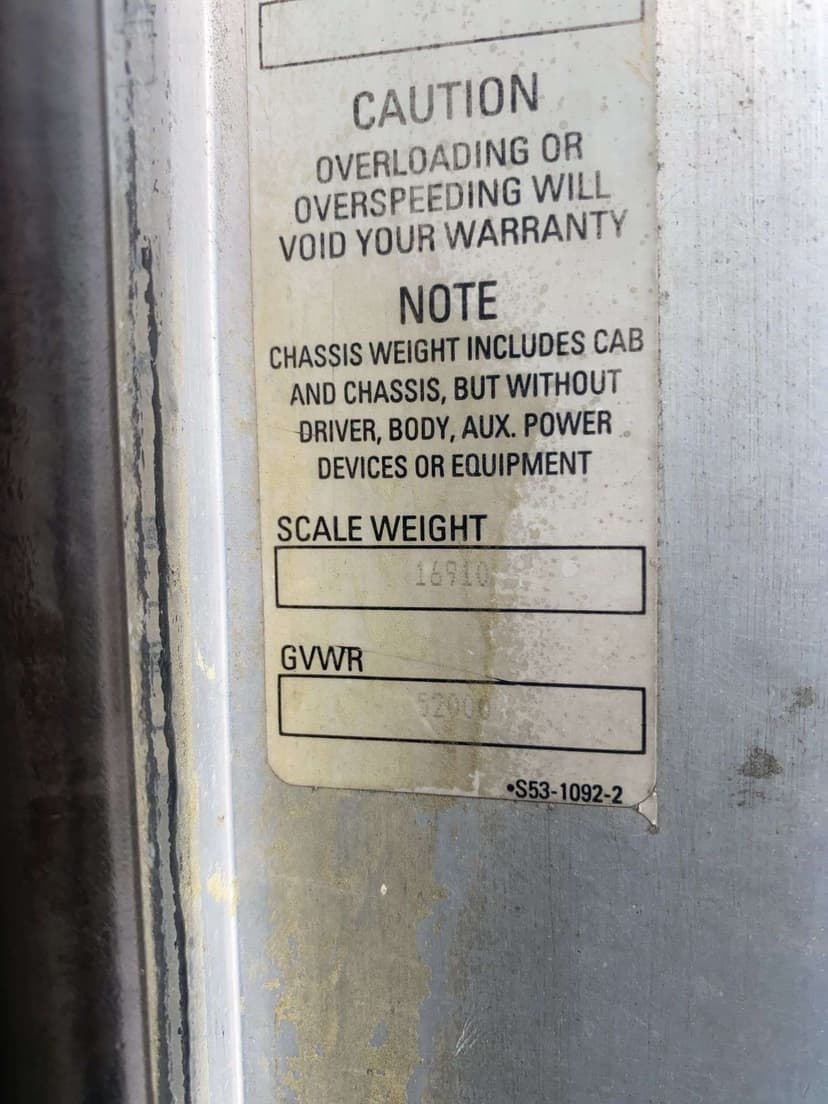 CAUTION
OVERLOADING OR
OVERSPEEDING WILL
VOID YOUR WARRANTY
NOTE
CHASSIS WEIGHT INCLUDES CAB
AND CHASSIS, BUT WITHOUT
DRIVER, BODY, AUX. POWER
DEVICES OR EQUIPMENT
SCALE WEIGHT
16910
GVWR
52000
•S53-1092-2